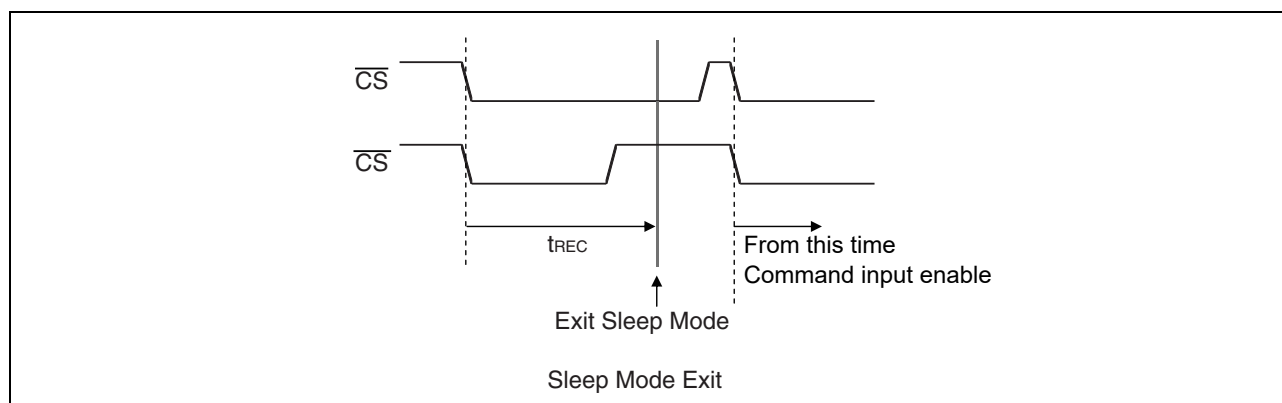 CS
CS
tREC
From this time
Command input enable
Exit Sleep Mode
Sleep Mode Exit